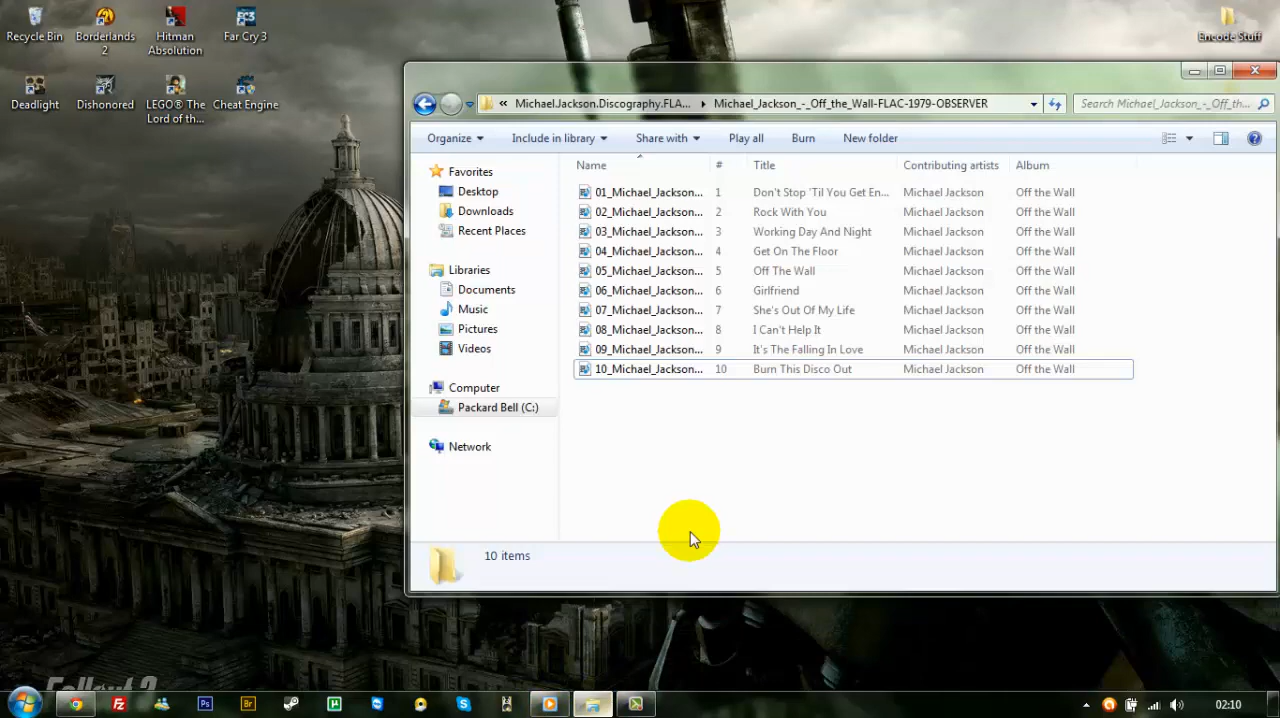 Recycle Bin
Borderlands
2
Hitman
Absolution
Far Cry 3
Encode Stuff
Deadlight
Dishonored
LEGO® The
Lord of th...
Cheat Engine
« Michael.Jackson.Discography.FLA... Michael_Jackson_-_Off_the_Wall-FLAC-1979-OBSERVER
Search Michael_Jackson_-_Off_th...
Organize Include in library Share with Play all Burn New folder
Name # Title Contributing artists Album
Favorites
Desktop
Downloads
Recent Places
Libraries
Documents
Music
Pictures
Videos
Computer
Packard Bell (C:)
Network
01_Michael_Jackson... 1 Don't Stop 'Til You Get En... Michael Jackson Off the Wall
02_Michael_Jackson... 2 Rock With You Michael Jackson Off the Wall
03_Michael_Jackson... 3 Working Day And Night Michael Jackson Off the Wall
04_Michael_Jackson... 4 Get On The Floor Michael Jackson Off the Wall
05_Michael_Jackson... 5 Off The Wall Michael Jackson Off the Wall
06_Michael_Jackson... 6 Girlfriend Michael Jackson Off the Wall
07_Michael_Jackson... 7 She's Out Of My Life Michael Jackson Off the Wall
08_Michael_Jackson... 8 I Can't Help It Michael Jackson Off the Wall
09_Michael_Jackson... 9 It's The Falling In Love Michael Jackson Off the Wall
10_Michael_Jackson... 10 Burn This Disco Out Michael Jackson Off the Wall
10 items
Ps Br
02:10